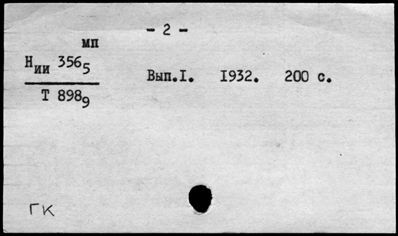 - 2 -
мп
Нии 3565
Т 8989
Вып.I. 1932. 200 с.
ГК